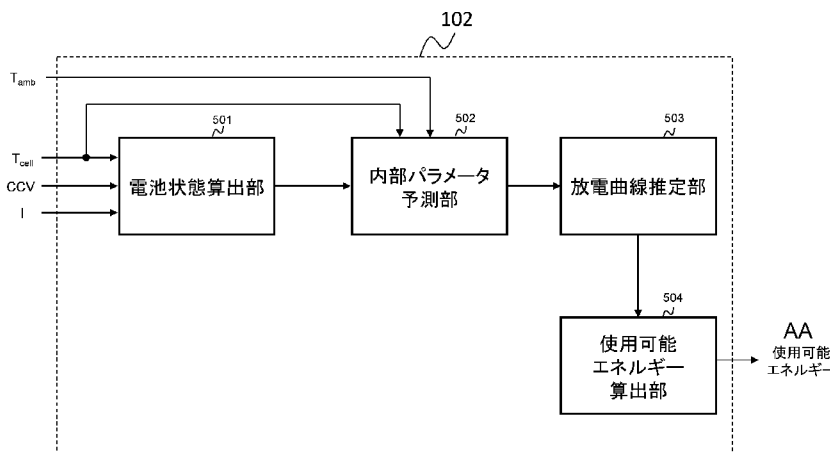 102
T_amb
501
502
503
T_cell
CCV
I
電池状態算出部
内部パラメータ
予測部
放電曲線推定部
504
使用可能
エネルギー
算出部
AA
使用可能
エネルギー